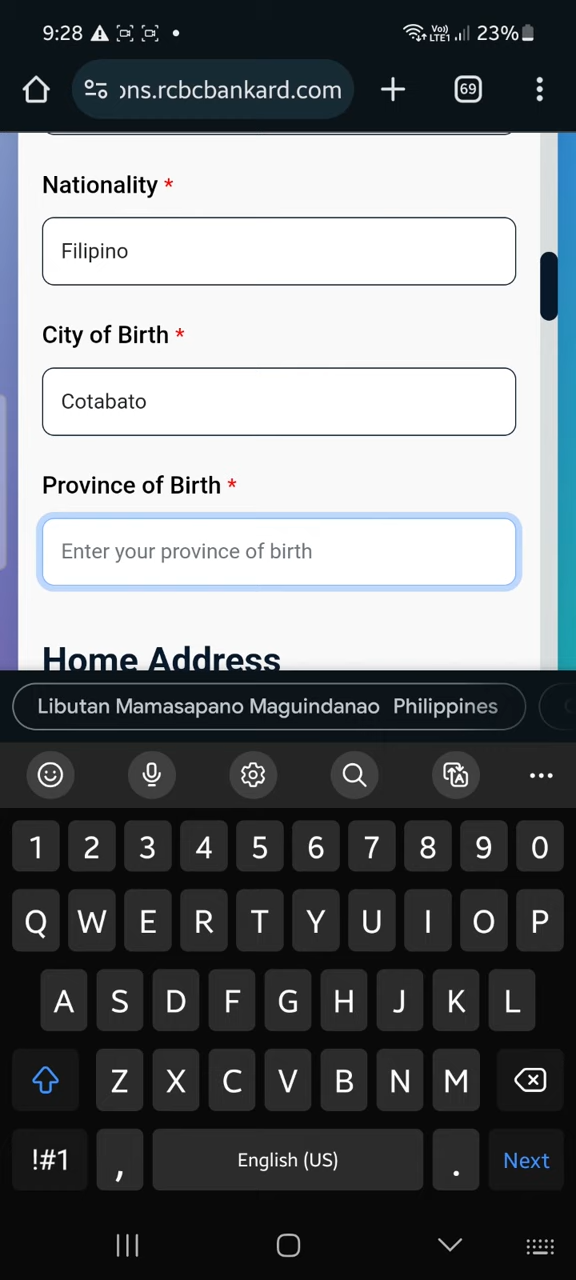 9:28
Vo)) LTE1 23%
ons.rcbcbankard.com
69
Nationality *
Filipino
City of Birth *
Cotabato
Province of Birth *
Enter your province of birth
Home Address
Libutan Mamasapano Maguindanao Philippines
1 2 3 4 5 6 7 8 9 0
Q W E R T Y U I O P
A S D F G H J K L
Z X C V B N M
!#1 , English (US) . Next